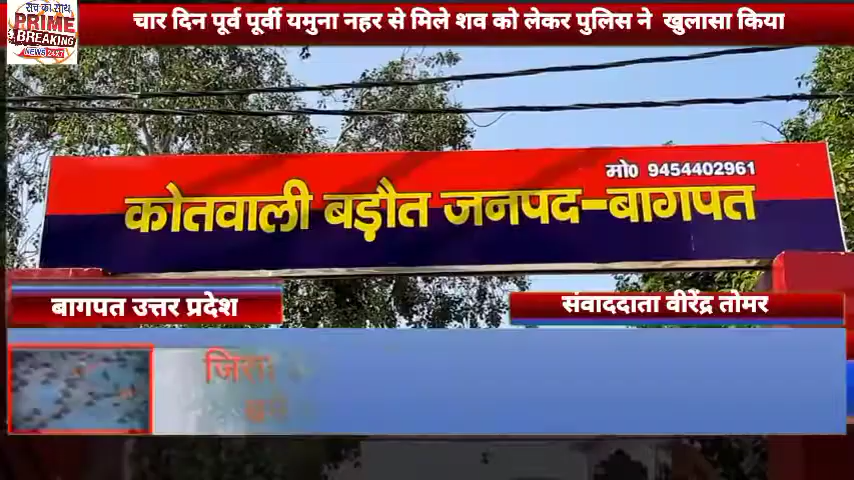 सच का साथ
PRIME
BREAKING
NEWS 24X7
चार दिन पूर्व पूर्वी यमुना नहर से मिले शव को लेकर पुलिस ने खुलासा किया
मो0 9454402961
कोतवाली बड़ौत जनपद-बागपत
बागपत उत्तर प्रदेश
संवाददाता वीरेंद्र तोमर